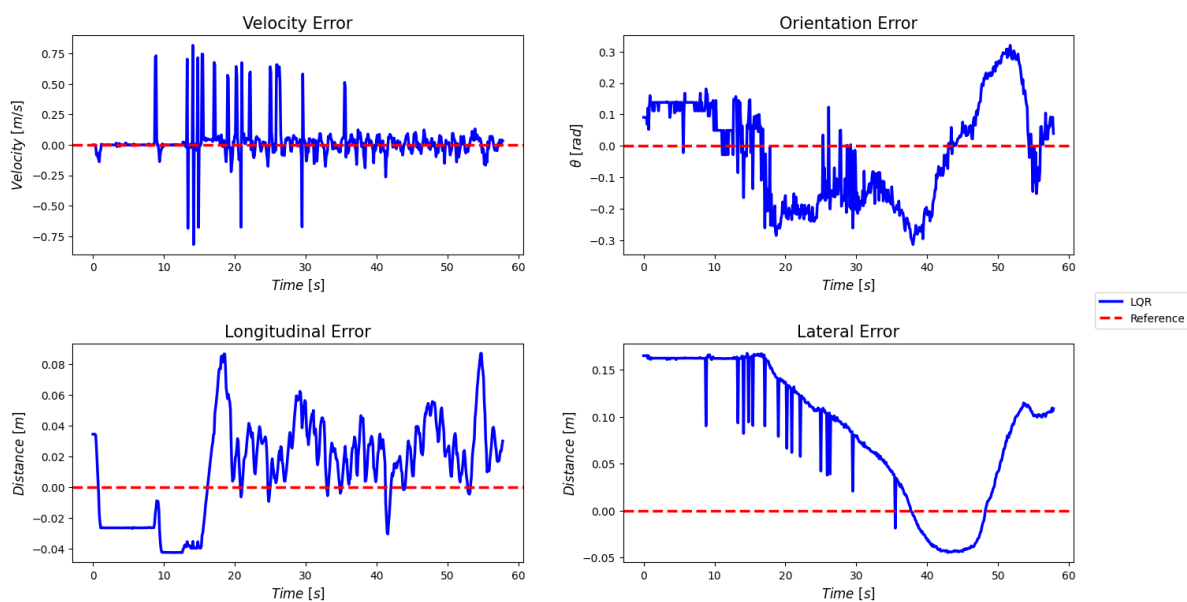 Velocity Error
Velocity [m/s]
0.75
0.50
0.25
0.00
−0.25
−0.50
−0.75
0 10 20 30 40 50 60
Time [s]
Orientation Error
θ [rad]
0.3
0.2
0.1
0.0
−0.1
−0.2
−0.3
0 10 20 30 40 50 60
Time [s]
LQR
Reference
Longitudinal Error
Distance [m]
0.08
0.06
0.04
0.02
0.00
−0.02
−0.04
0 10 20 30 40 50 60
Time [s]
Lateral Error
Distance [m]
0.15
0.10
0.05
0.00
−0.05
0 10 20 30 40 50 60
Time [s]